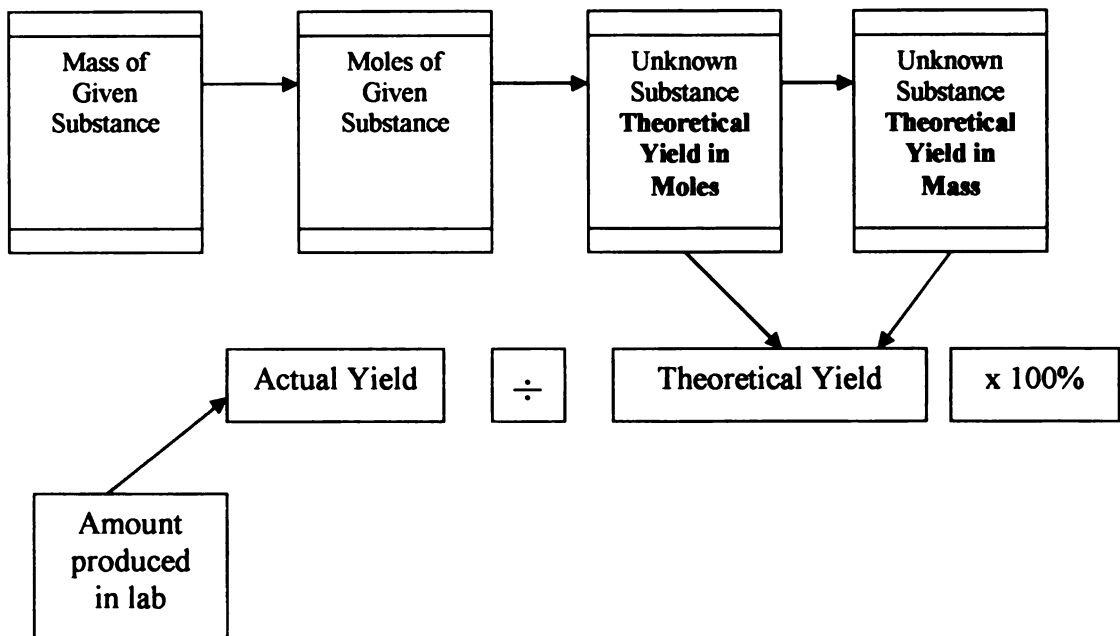 Mass of
Given
Substance
Moles of
Given
Substance
Unknown
Substance
Theoretical
Yield in
Moles
Unknown
Substance
Theoretical
Yield in
Mass
Actual Yield
÷
Theoretical Yield
x 100%
Amount
produced
in lab